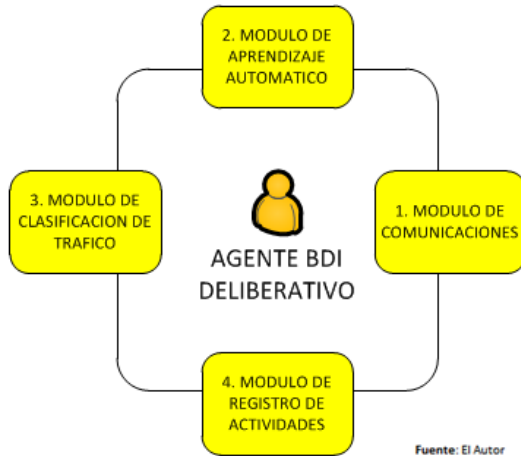 2. MODULO DE
APRENDIZAJE
AUTOMATICO
3. MODULO DE
CLASIFICACION DE
TRAFICO
1. MODULO DE
COMUNICACIONES
AGENTE BDI
DELIBERATIVO
4. MODULO DE
REGISTRO DE
ACTIVIDADES
Fuente: El Autor